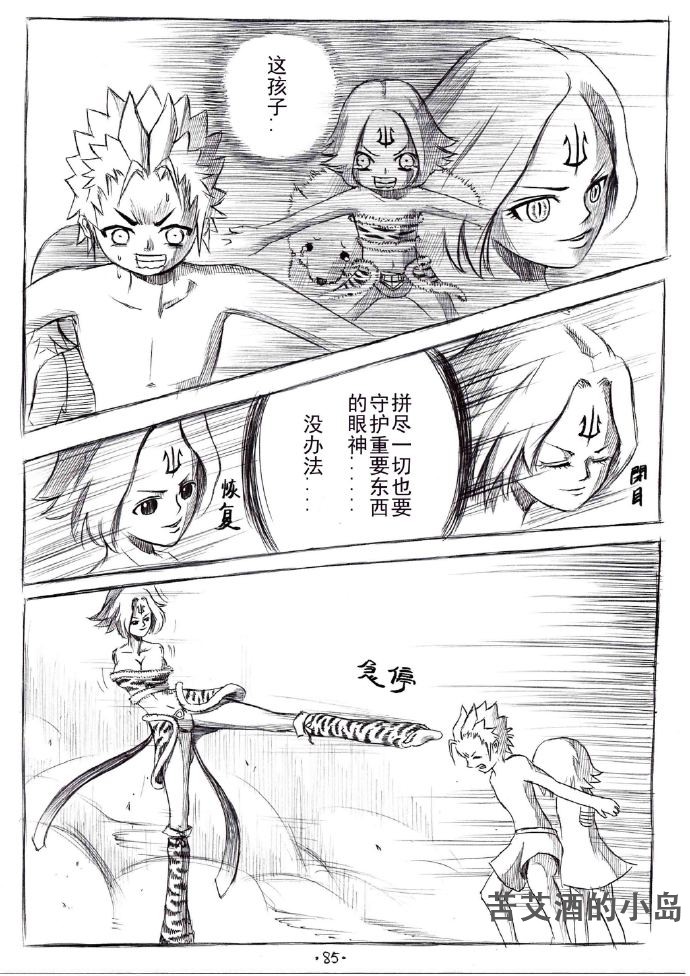 这孩子..
閉目
拼尽一切也要
守护重要东西
的眼神.....
没办法...
恢复
急停
苦艾酒的小岛
·85·